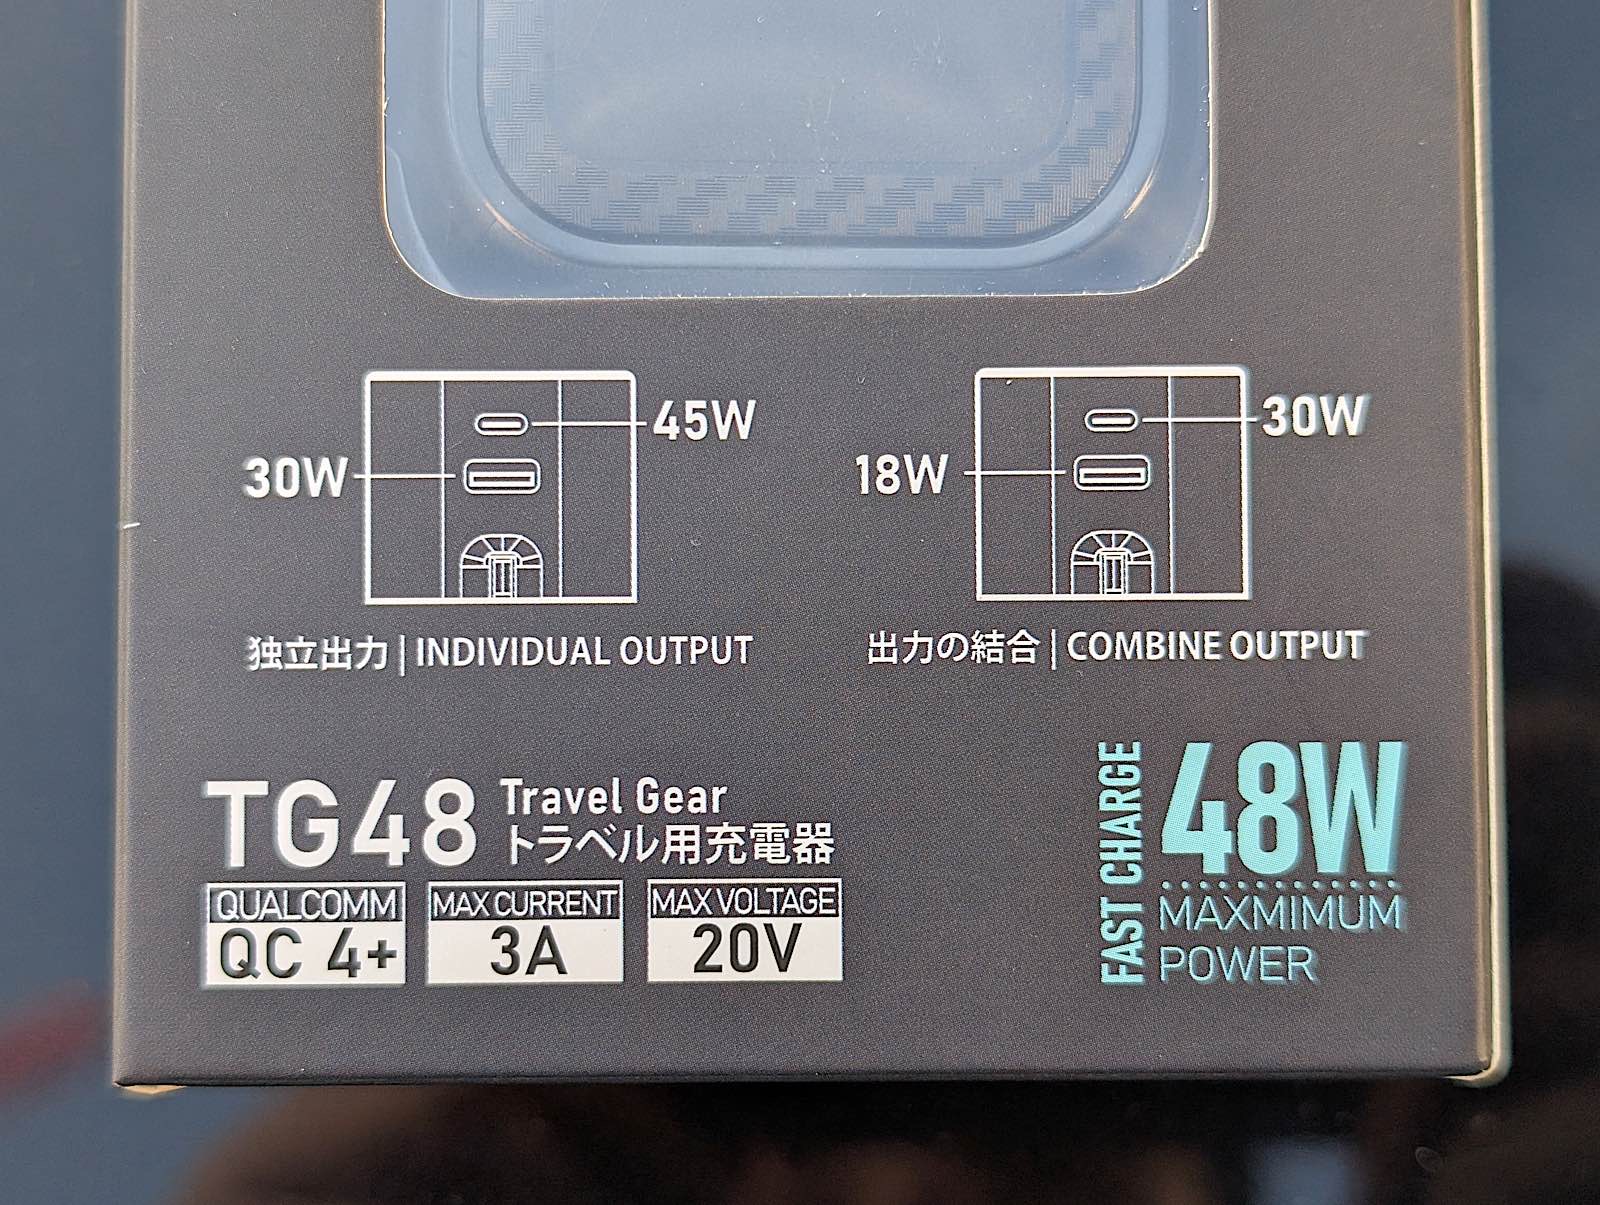 45W
30W
独立出力 | INDIVIDUAL OUTPUT
30W
18W
出力の結合 | COMBINE OUTPUT
TG48
Travel Gear
トラベル用充電器
QUALCOMM
QC 4+
MAX CURRENT
3A
MAX VOLTAGE
20V
FAST CHARGE
48W
MAXMIMUM
POWER